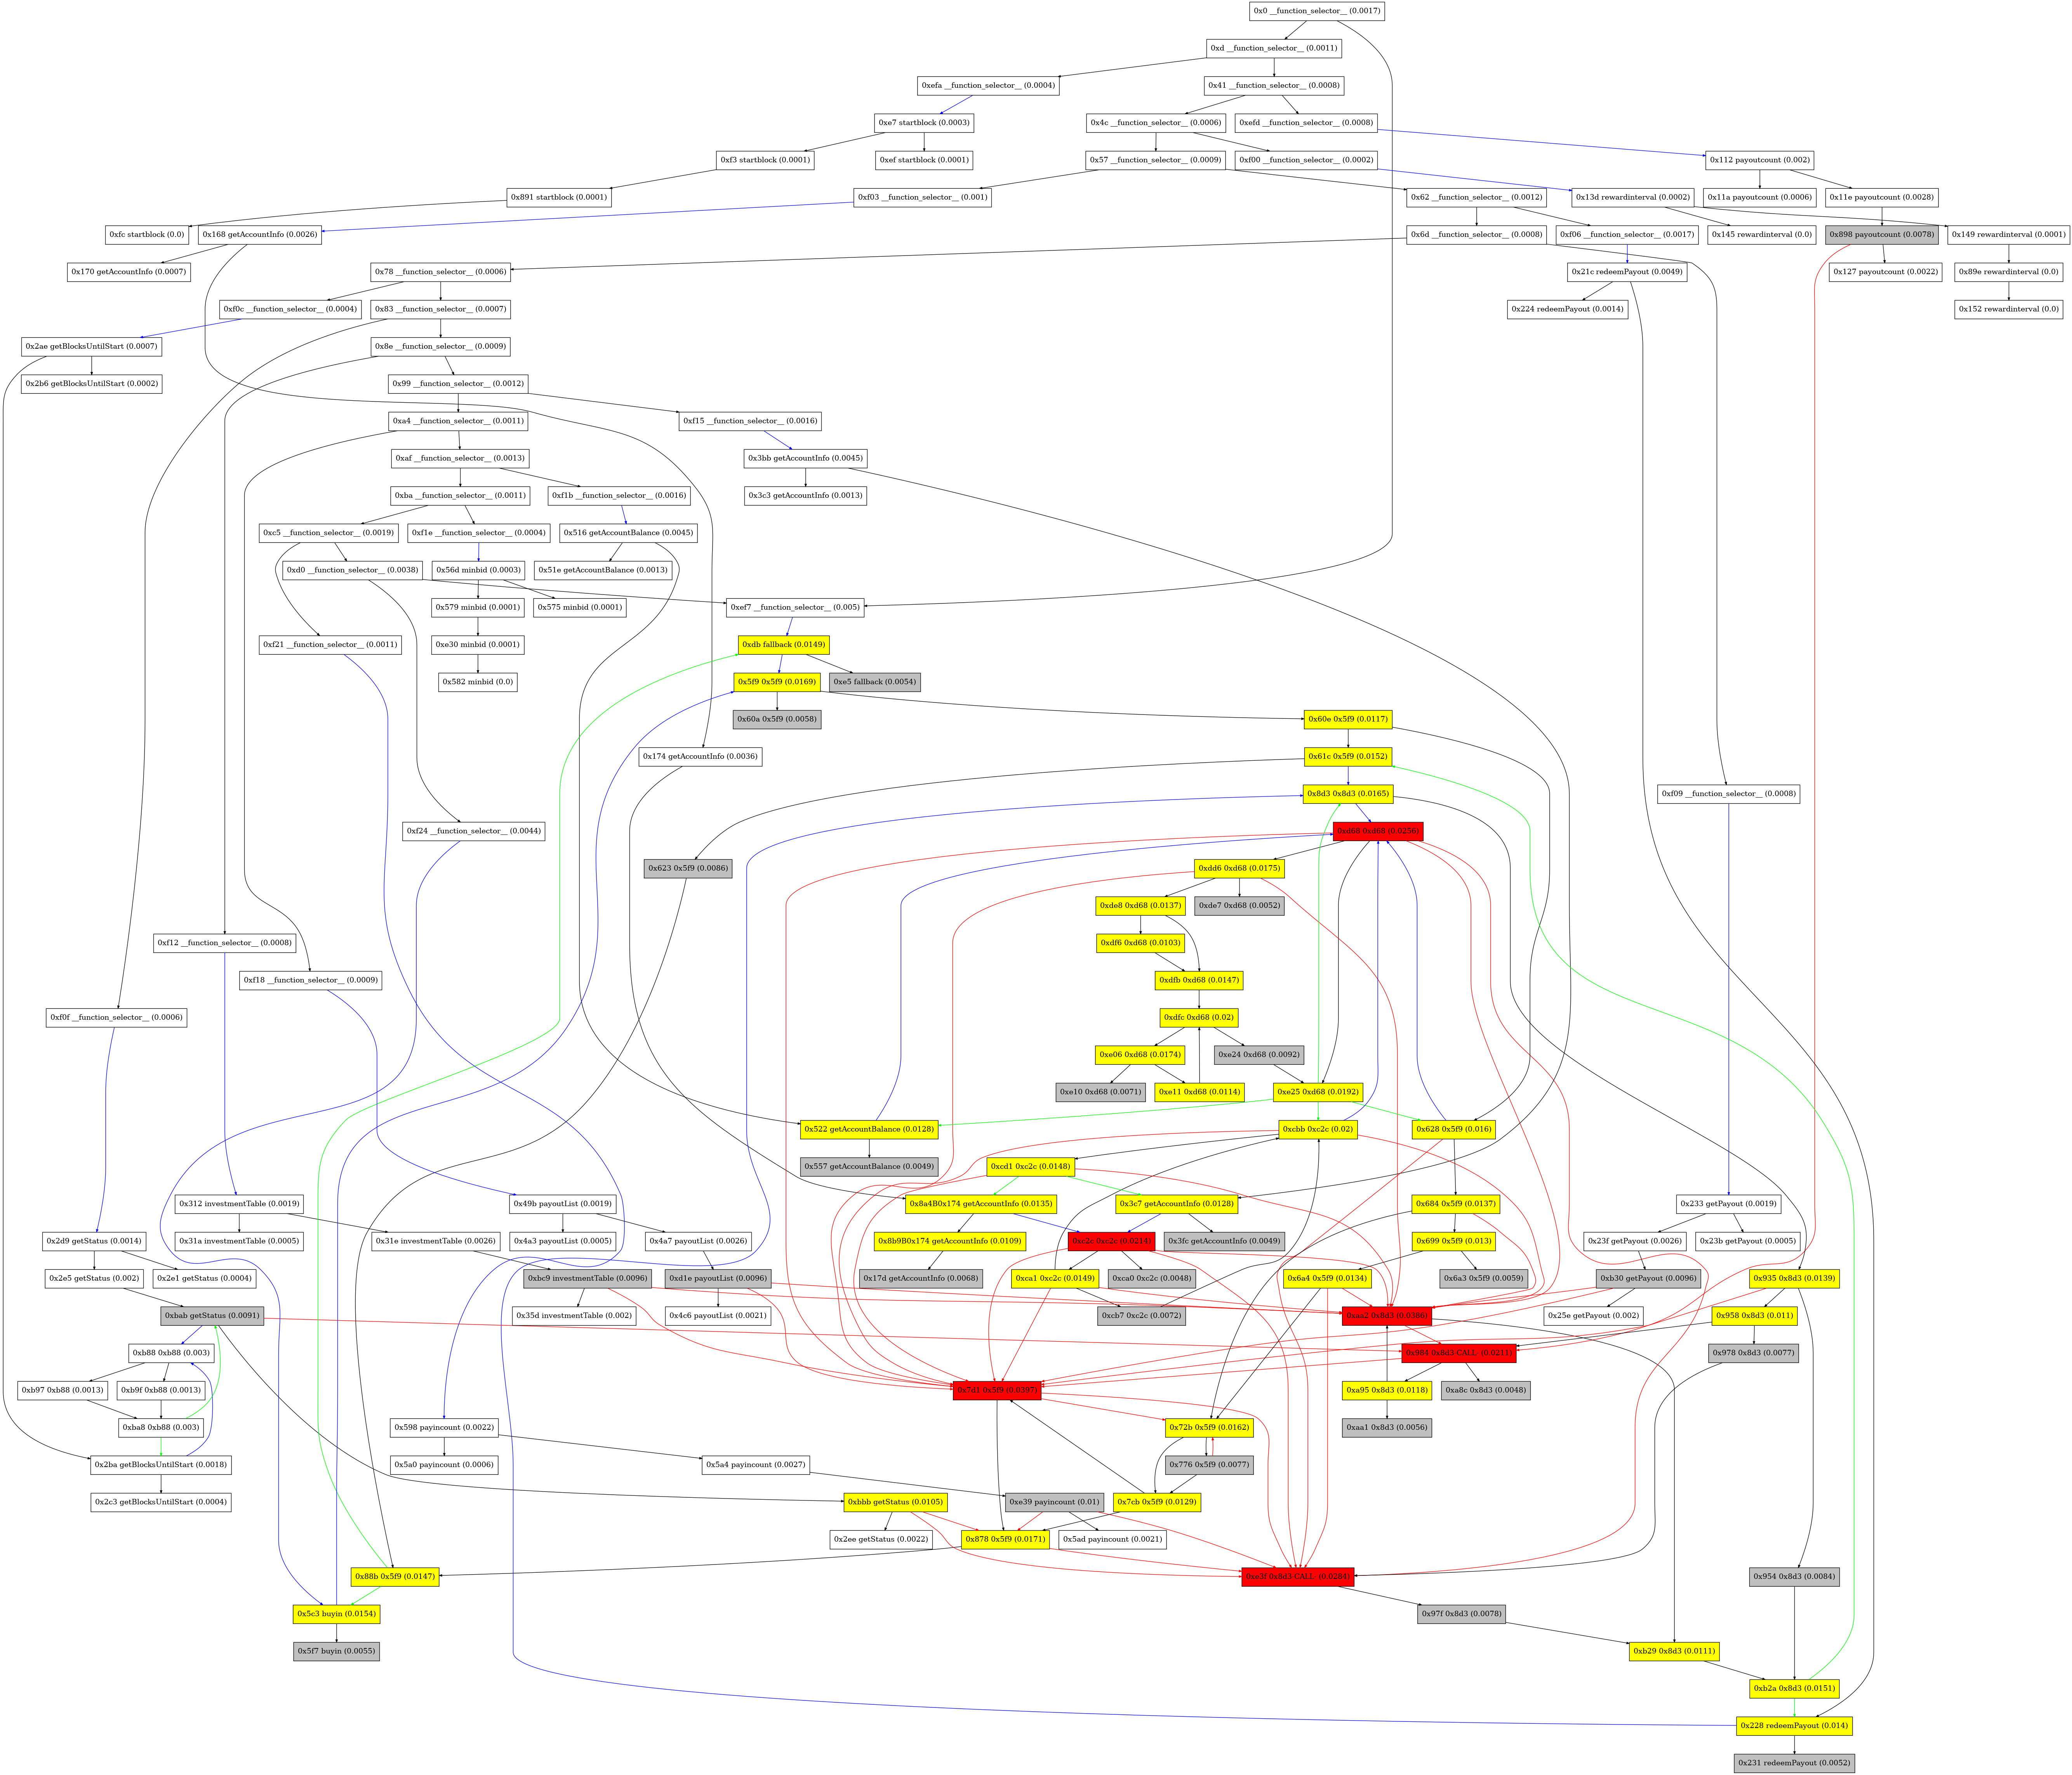 0x0 __function_selector__ (0.0017)
0xd __function_selector__ (0.0011)
0xefa __function_selector__ (0.0004)
0x41 __function_selector__ (0.0008)
0xe7 startblock (0.0003)
0x4c __function_selector__ (0.0006)
0xefd __function_selector__ (0.0008)
0xf3 startblock (0.0001)
0xef startblock (0.0001)
0x57 __function_selector__ (0.0009)
0xf00 __function_selector__ (0.0002)
0x112 payoutcount (0.002)
0x891 startblock (0.0001)
0xf03 __function_selector__ (0.001)
0x62 __function_selector__ (0.0012)
0x13d rewardinterval (0.0002)
0x11a payoutcount (0.0006)
0x11e payoutcount (0.0028)
0xfc startblock (0.0)
0x168 getAccountInfo (0.0026)
0x6d __function_selector__ (0.0008)
0xf06 __function_selector__ (0.0017)
0x145 rewardinterval (0.0)
0x898 payoutcount (0.0078)
0x149 rewardinterval (0.0001)
0x170 getAccountInfo (0.0007)
0x78 __function_selector__ (0.0006)
0x21c redeemPayout (0.0049)
0x127 payoutcount (0.0022)
0x89e rewardinterval (0.0)
0xf0c __function_selector__ (0.0004)
0x83 __function_selector__ (0.0007)
0x224 redeemPayout (0.0014)
0x152 rewardinterval (0.0)
0x2ae getBlocksUntilStart (0.0007)
0x8e __function_selector__ (0.0009)
0x2b6 getBlocksUntilStart (0.0002)
0x99 __function_selector__ (0.0012)
0xa4 __function_selector__ (0.0011)
0xf15 __function_selector__ (0.0016)
0xaf __function_selector__ (0.0013)
0x3bb getAccountInfo (0.0045)
0xba __function_selector__ (0.0011)
0xf1b __function_selector__ (0.0016)
0x3c3 getAccountInfo (0.0013)
0xc5 __function_selector__ (0.0019)
0xf1e __function_selector__ (0.0004)
0x516 getAccountBalance (0.0045)
0xd0 __function_selector__ (0.0038)
0x56d minbid (0.0003)
0x51e getAccountBalance (0.0013)
0x579 minbid (0.0001)
0x575 minbid (0.0001)
0xef7 __function_selector__ (0.005)
0xf21 __function_selector__ (0.0011)
0xe30 minbid (0.0001)
0xdb fallback (0.0149)
0x582 minbid (0.0)
0x5f9 0x5f9 (0.0169)
0xe5 fallback (0.0054)
0x60a 0x5f9 (0.0058)
0x60e 0x5f9 (0.0117)
0x174 getAccountInfo (0.0036)
0x61c 0x5f9 (0.0152)
0x8d3 0x8d3 (0.0165)
0xf09 __function_selector__ (0.0008)
0xf24 __function_selector__ (0.0044)
0xd68 0xd68 (0.0256)
0x623 0x5f9 (0.0086)
0xdd6 0xd68 (0.0175)
0xde8 0xd68 (0.0137)
0xde7 0xd68 (0.0052)
0xf12 __function_selector__ (0.0008)
0xdf6 0xd68 (0.0103)
0xf18 __function_selector__ (0.0009)
0xdfb 0xd68 (0.0147)
0xf0f __function_selector__ (0.0006)
0xdfc 0xd68 (0.02)
0xe06 0xd68 (0.0174)
0xe24 0xd68 (0.0092)
0xe10 0xd68 (0.0071)
0xe11 0xd68 (0.0114)
0xe25 0xd68 (0.0192)
0x522 getAccountBalance (0.0128)
0xcbb 0xc2c (0.02)
0x628 0x5f9 (0.016)
0x557 getAccountBalance (0.0049)
0xcd1 0xc2c (0.0148)
0x312 investmentTable (0.0019)
0x49b payoutList (0.0019)
0x8a4B0x174 getAccountInfo (0.0135)
0x3c7 getAccountInfo (0.0128)
0x684 0x5f9 (0.0137)
0x233 getPayout (0.0019)
0x2d9 getStatus (0.0014)
0x31a investmentTable (0.0005)
0x31e investmentTable (0.0026)
0x4a3 payoutList (0.0005)
0x4a7 payoutList (0.0026)
0x8b9B0x174 getAccountInfo (0.0109)
0xc2c 0xc2c (0.0214)
0x3fc getAccountInfo (0.0049)
0x699 0x5f9 (0.013)
0x23f getPayout (0.0026)
0x23b getPayout (0.0005)
0x2e5 getStatus (0.002)
0x2e1 getStatus (0.0004)
0xbc9 investmentTable (0.0096)
0xd1e payoutList (0.0096)
0x17d getAccountInfo (0.0068)
0xca1 0xc2c (0.0149)
0xca0 0xc2c (0.0048)
0x6a4 0x5f9 (0.0134)
0x6a3 0x5f9 (0.0059)
0xb30 getPayout (0.0096)
0x935 0x8d3 (0.0139)
0xbab getStatus (0.0091)
0x35d investmentTable (0.002)
0x4c6 payoutList (0.0021)
0xcb7 0xc2c (0.0072)
0xaa2 0x8d3 (0.0386)
0x25e getPayout (0.002)
0x958 0x8d3 (0.011)
0xb88 0xb88 (0.003)
0x984 0x8d3-CALL- (0.0211)
0x978 0x8d3 (0.0077)
0xb97 0xb88 (0.0013)
0xb9f 0xb88 (0.0013)
0x7d1 0x5f9 (0.0397)
0xa95 0x8d3 (0.0118)
0xa8c 0x8d3 (0.0048)
0xba8 0xb88 (0.003)
0x598 payincount (0.0022)
0x72b 0x5f9 (0.0162)
0xaa1 0x8d3 (0.0056)
0x2ba getBlocksUntilStart (0.0018)
0x5a0 payincount (0.0006)
0x5a4 payincount (0.0027)
0x776 0x5f9 (0.0077)
0x2c3 getBlocksUntilStart (0.0004)
0xbbb getStatus (0.0105)
0xe39 payincount (0.01)
0x7cb 0x5f9 (0.0129)
0x2ee getStatus (0.0022)
0x878 0x5f9 (0.0171)
0x5ad payincount (0.0021)
0x88b 0x5f9 (0.0147)
0xa3f 0x8d3-CALL- (0.0284)
0x954 0x8d3 (0.0084)
0x5c3 buyin (0.0154)
0x97f 0x8d3 (0.0078)
0x5f7 buyin (0.0055)
0xb29 0x8d3 (0.0111)
0xb2a 0x8d3 (0.0151)
0x228 redeemPayout (0.014)
0x231 redeemPayout (0.0052)